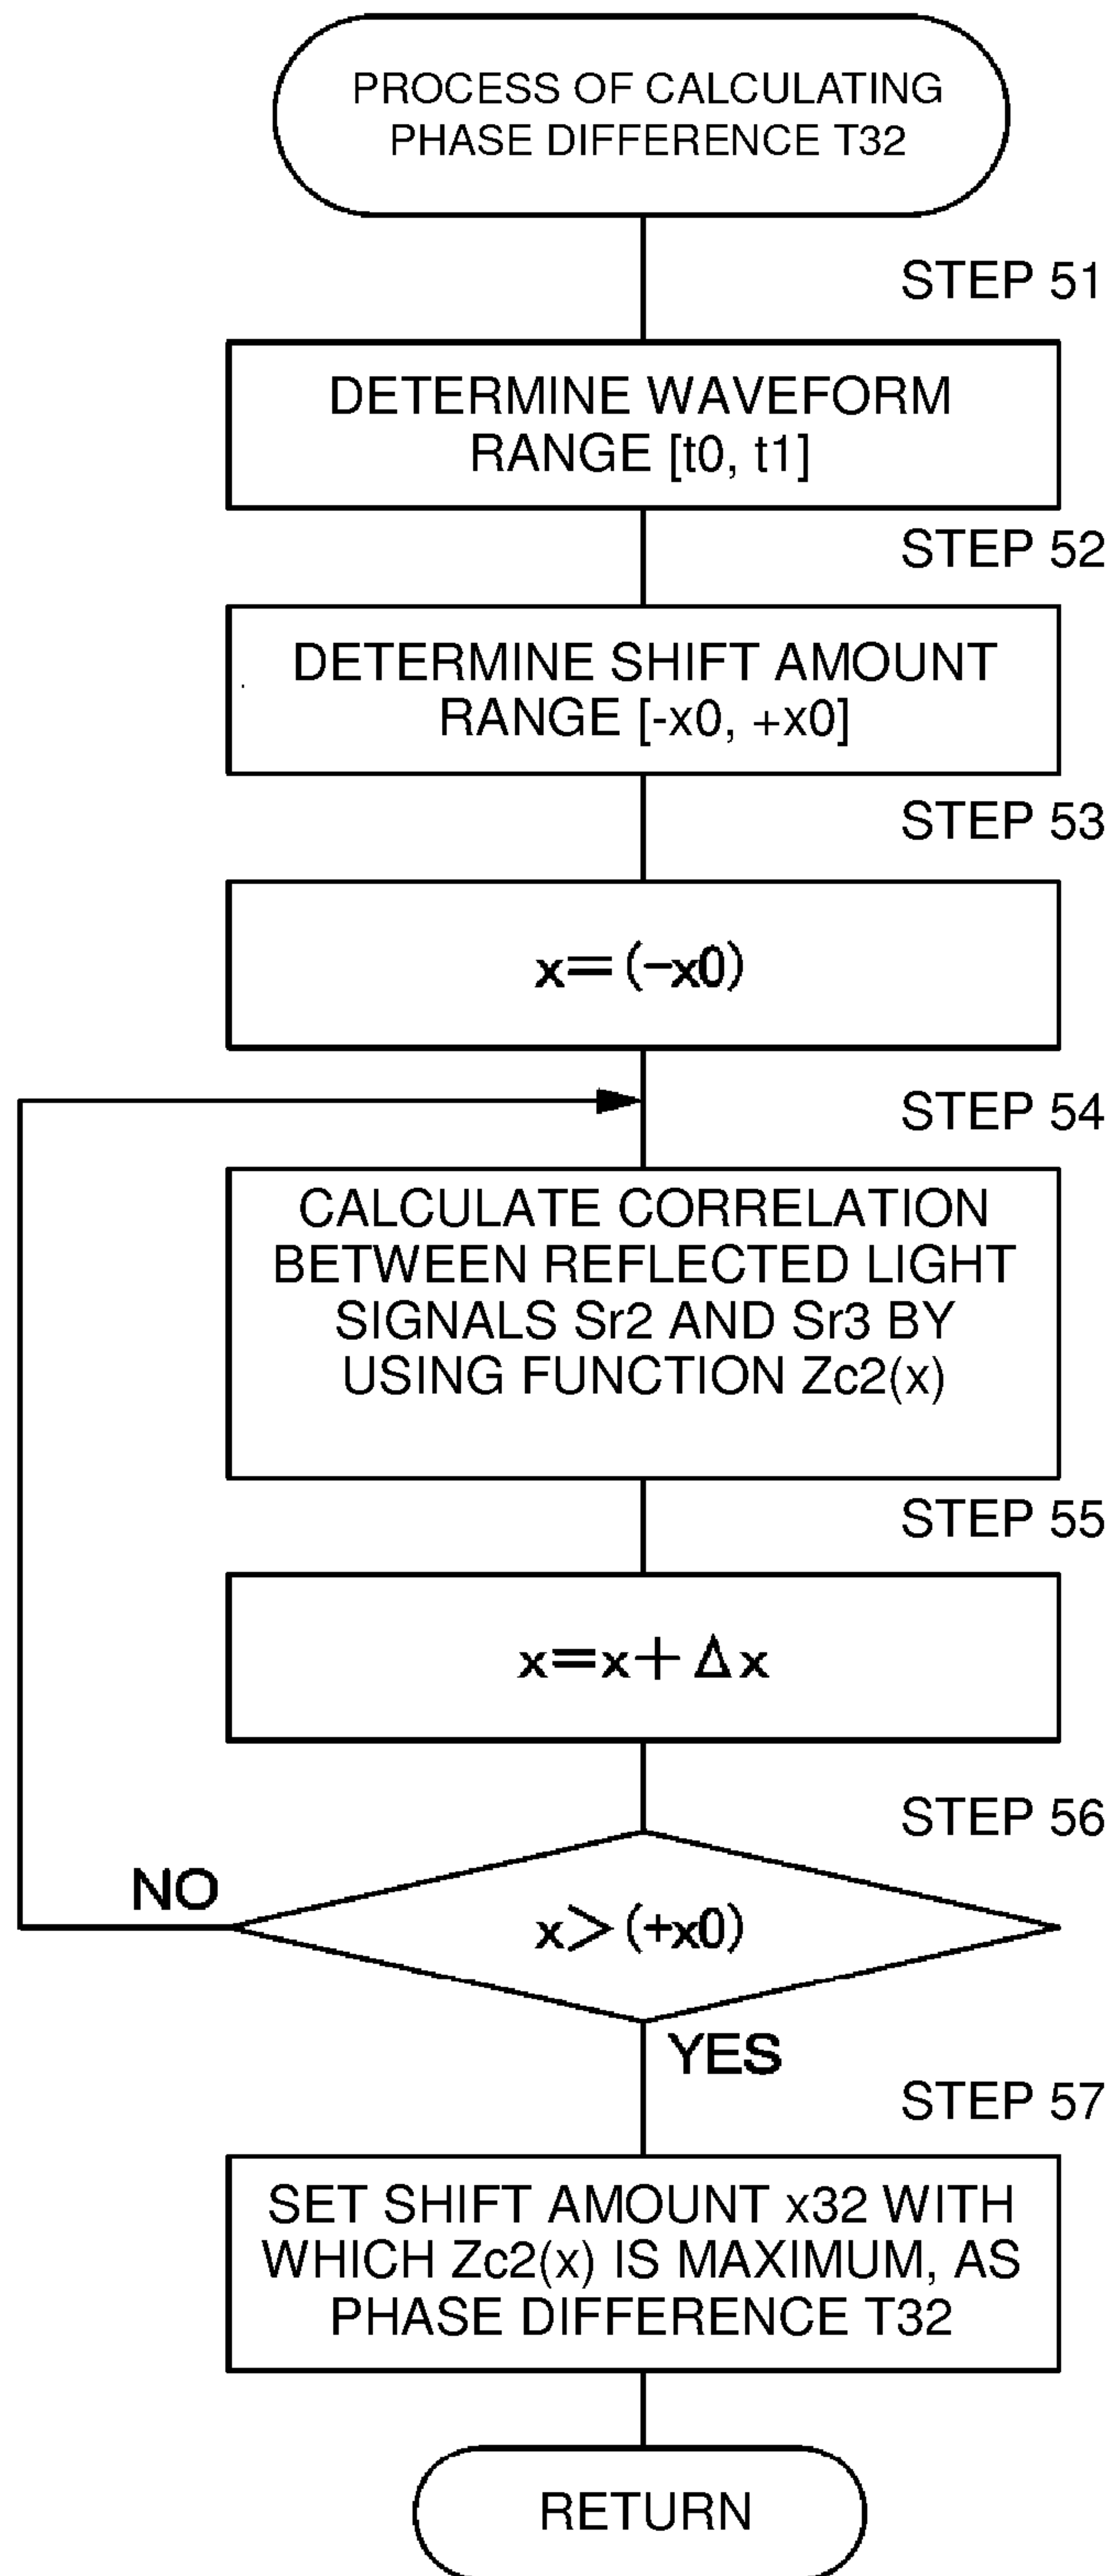 PROCESS OF CALCULATING
PHASE DIFFERENCE T32
STEP 51
DETERMINE WAVEFORM
RANGE [t0, t1]
STEP 52
DETERMINE SHIFT AMOUNT
RANGE [-x0, +x0]
STEP 53
x=(-x0)
STEP 54
CALCULATE CORRELATION
BETWEEN REFLECTED LIGHT
SIGNALS Sr2 AND Sr3 BY
USING FUNCTION Zc2(x)
STEP 55
x=x+Δx
STEP 56
NO
x>(+x0)
YES
STEP 57
SET SHIFT AMOUNT x32 WITH
WHICH Zc2(x) IS MAXIMUM, AS
PHASE DIFFERENCE T32
RETURN